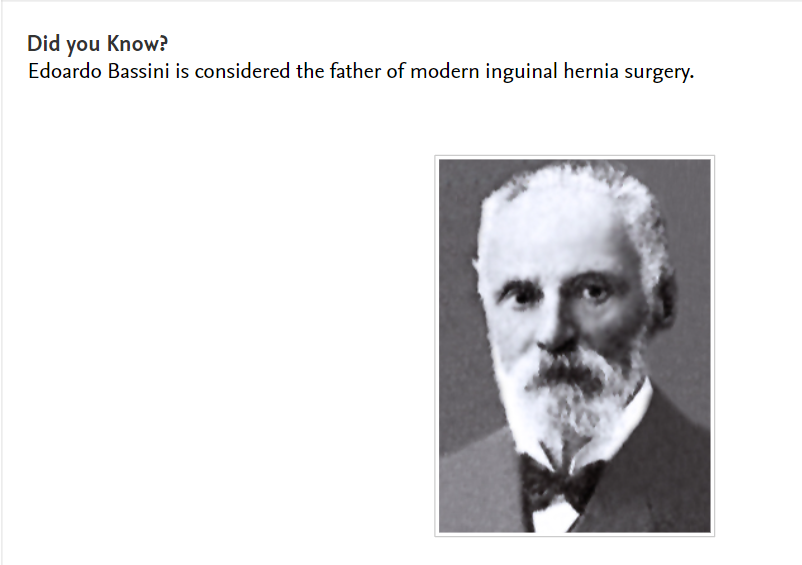 Did you Know?
Edoardo Bassini is considered the father of modern inguinal hernia surgery.